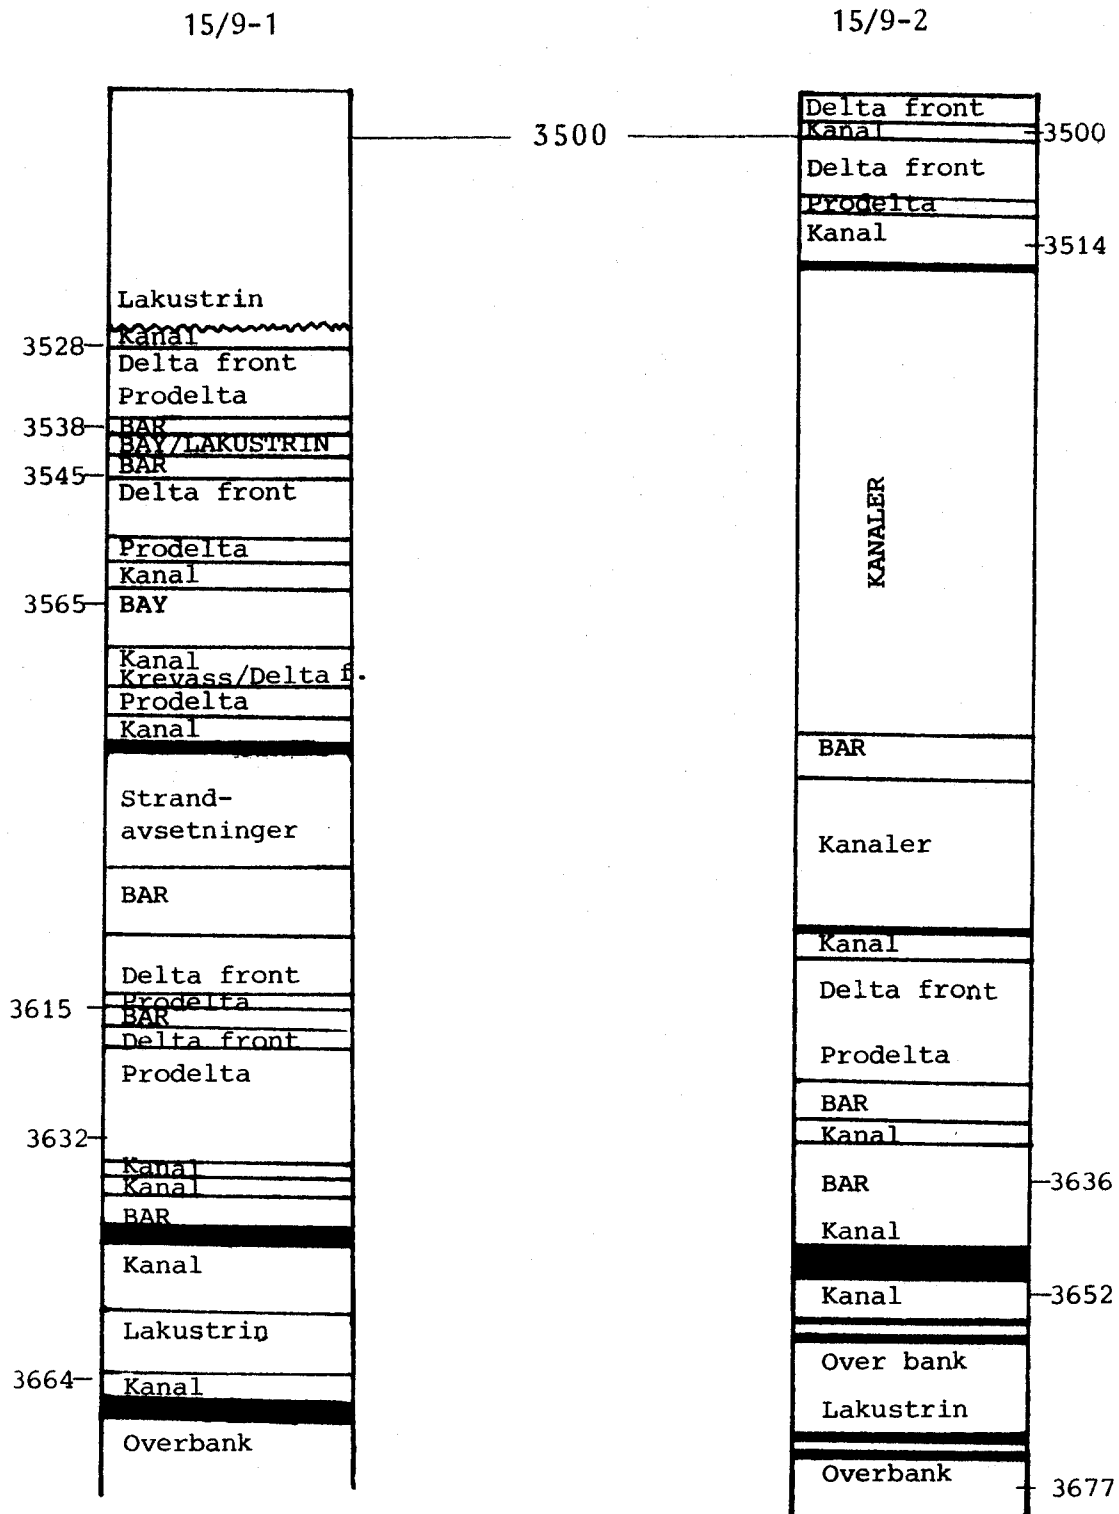 15/9-1
15/9-2
3500
Lakustrin
3528
Kanal
Delta front
Prodelta
3538
BAR
BAY/LAKUSTRIN
BAR
3545
Delta front
Prodelta
Kanal
3565
BAY
Kanal
Krevass/Delta f.
Prodelta
Kanal
Strand-
avsetninger
BAR
Delta front
Prodelta
3615
BAR
Delta front
Prodelta
3632
Kanal
Kanal
BAR
Kanal
Lakustrin
3664
Kanal
Overbank
Delta front
Kanal
3500
Delta front
Prodelta
Kanal
3514
KANALER
BAR
Kanaler
Kanal
Delta front
Prodelta
BAR
Kanal
BAR
3636
Kanal
Kanal
3652
Over bank
Lakustrin
Overbank
3677